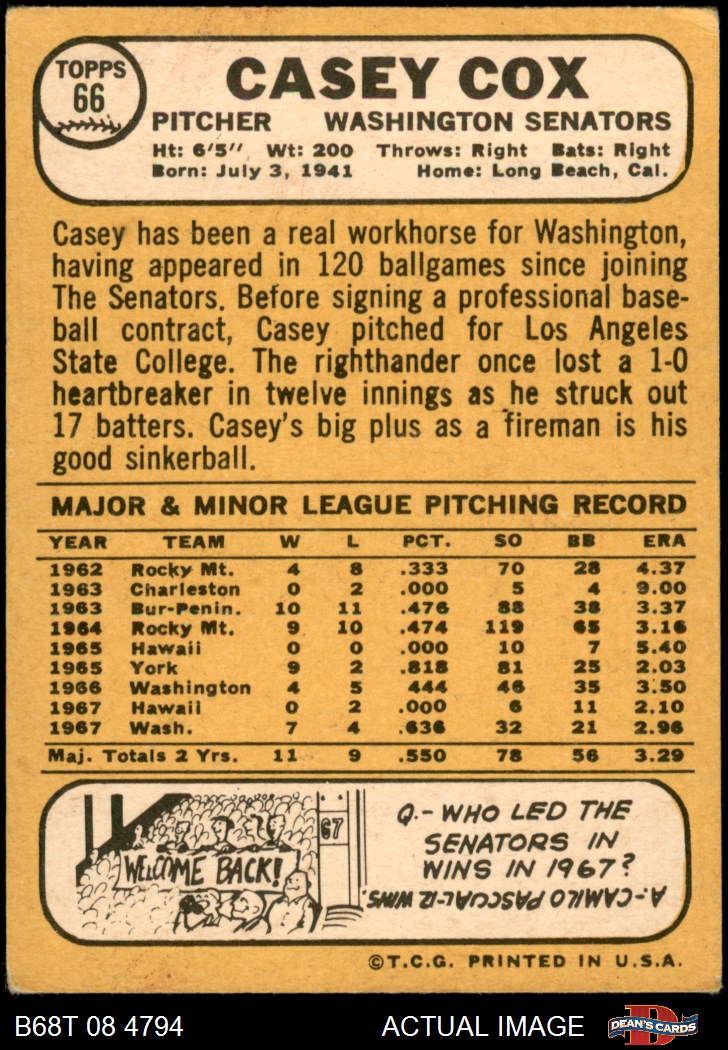 TOPPS
66
CASEY COX
PITCHER WASHINGTON SENATORS
Ht: 6'5" Wt: 200 Throws: Right Bats: Right
Born: July 3, 1941 Home: Long Beach, Cal.
Casey has been a real workhorse for Washington,
having appeared in 120 ballgames since joining
The Senators. Before signing a professional base-
ball contract, Casey pitched for Los Angeles
State College. The righthander once lost a 1-0
heartbreaker in twelve innings as he struck out
17 batters. Casey's big plus as a fireman is his
good sinkerball.
MAJOR & MINOR LEAGUE PITCHING RECORD
YEAR TEAM W L PCT. SO BB ERA
1962 Rocky Mt. 4 8 .333 70 28 4.37
1963 Charleston 0 2 .000 5 4 9.00
1963 Bur-Penin. 10 11 .476 88 38 3.37
1964 Rocky Mt. 9 10 .474 119 65 3.16
1965 Hawaii 0 0 .000 10 7 5.40
1965 York 9 2 .818 81 25 2.03
1966 Washington 4 5 444 46 35 3.50
1967 Hawaii 0 2 .000 6 11 2.10
1967 Wash. 7 4 .636 32 21 2.96
Maj. Totals 2 Yrs. 11 9 .550 78 56 3.29
67
WELCOME BACK!
Q.- WHO LED THE
SENATORS IN
WINS IN 1967?
A-CAMILO PASCUAL-12 WINS.
©T.C.G. PRINTED IN U.S.A.
B68T 08 4794 ACTUAL IMAGE
D
DEAN'S CARDS